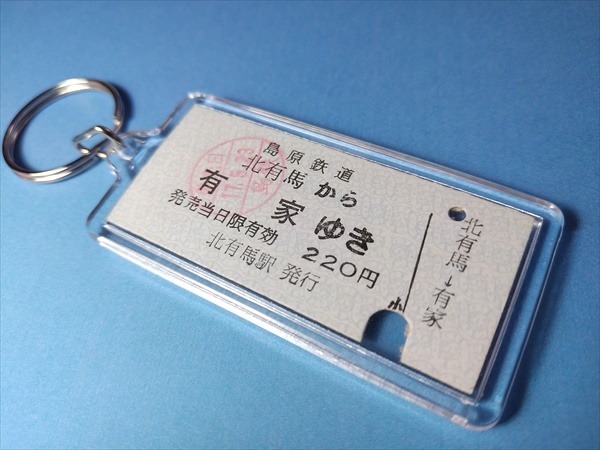 島原鉄道
北有馬から
有家ゆき
発売当日限有効
220円
北有馬駅 発行
小
北有馬→有家